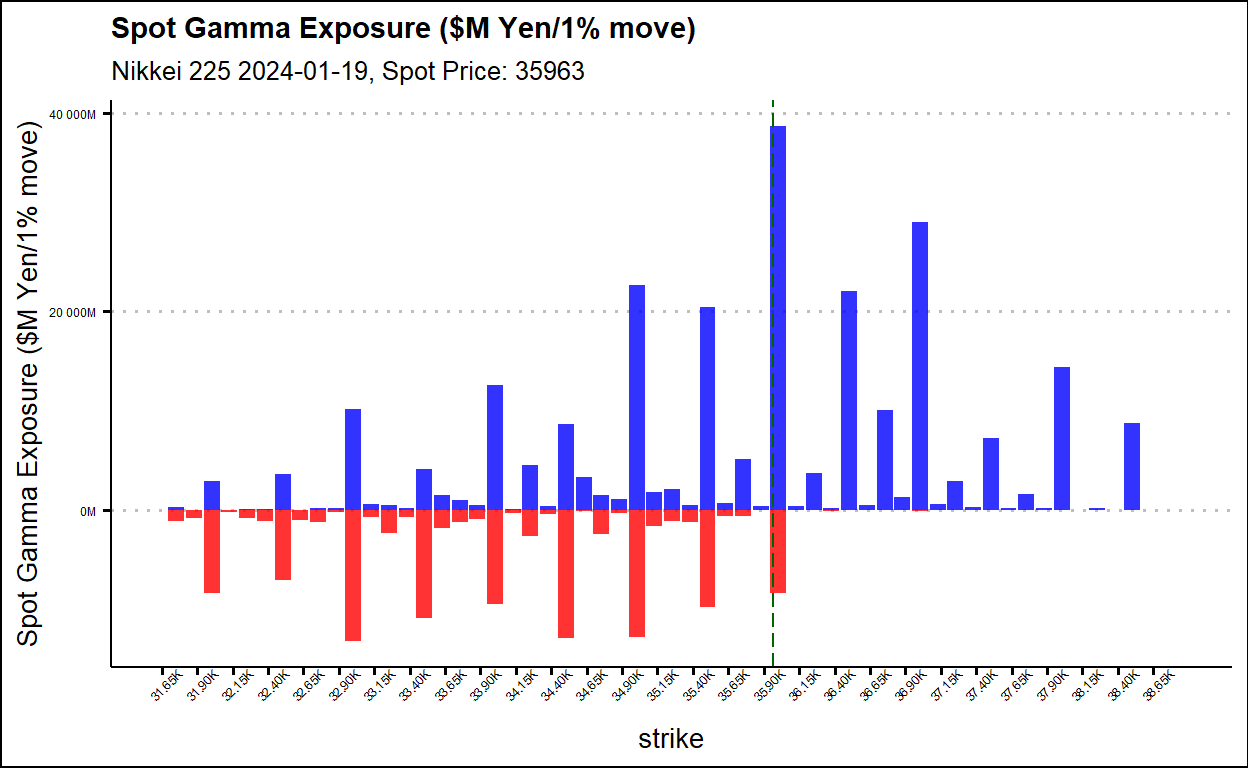 Spot Gamma Exposure ($M Yen/1% move)
Nikkei 225 2024-01-19, Spot Price: 35963
Spot Gamma Exposure ($M Yen/1% move)
40 000M
20 000M
0M
31.65K 31.90K 32.15K 32.40K 32.65K 32.90K 33.15K 33.40K 33.65K 33.90K 34.15K 34.40K 34.65K 34.90K 35.15K 35.40K 35.65K 35.90K 36.15K 36.40K 36.65K 36.90K 37.15K 37.40K 37.65K 37.90K 38.15K 38.40K 38.65K
strike